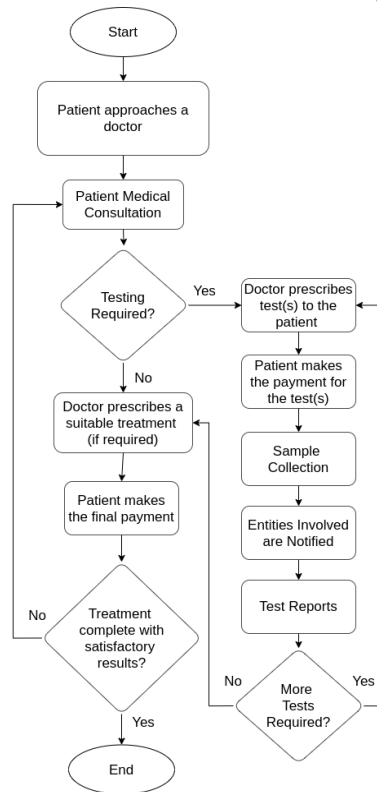 Start
Patient approaches a
doctor
Patient Medical
Consultation
Testing
Required?
Yes
No
Doctor prescribes a
suitable treatment
(if required)
Patient makes
the final payment
No
Treatment
complete with
satisfactory
results?
Yes
End
Doctor prescribes
test(s) to the
patient
Patient makes
the payment for
the test(s)
Sample
Collection
Entities Involved
are Notified
Test Reports
No
More
Tests
Required?
Yes